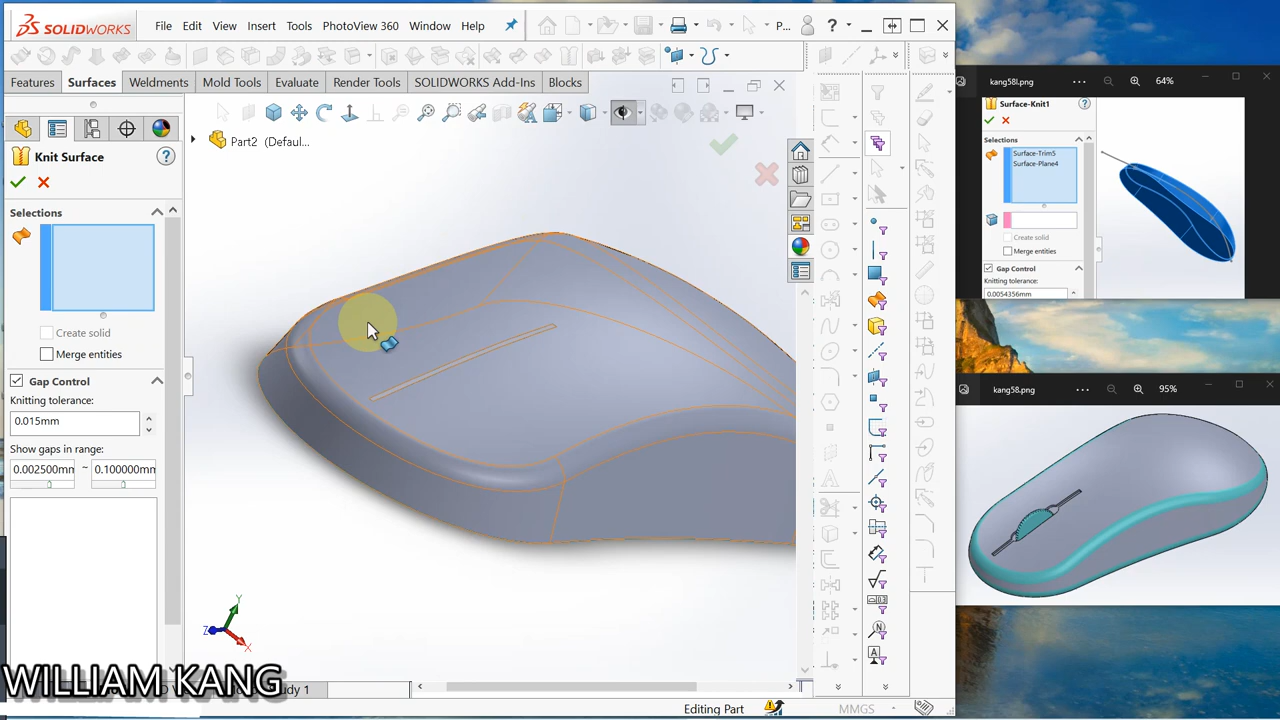 SOLIDWORKS File Edit View Insert Tools PhotoView 360 Window Help P... ?
Features Surfaces Weldments Mold Tools Evaluate Render Tools SOLIDWORKS Add-Ins Blocks
Part2 (Defaul...
Knit Surface
?
Selections
Create solid
Merge entities
Gap Control
Knitting tolerance:
0.015mm
Show gaps in range:
0.002500mm ~ 0.100000mm
Y
Z
X
WILLIAM KANG
udy 1
Editing Part
MMGS
kang58l.png
64%
Surface-Knit1
?
Selections
Surface-Trim5
Surface-Plane4
Create solid
Merge entities
Gap Control
Knitting tolerance:
0.0054356mm
kang58.png
95%